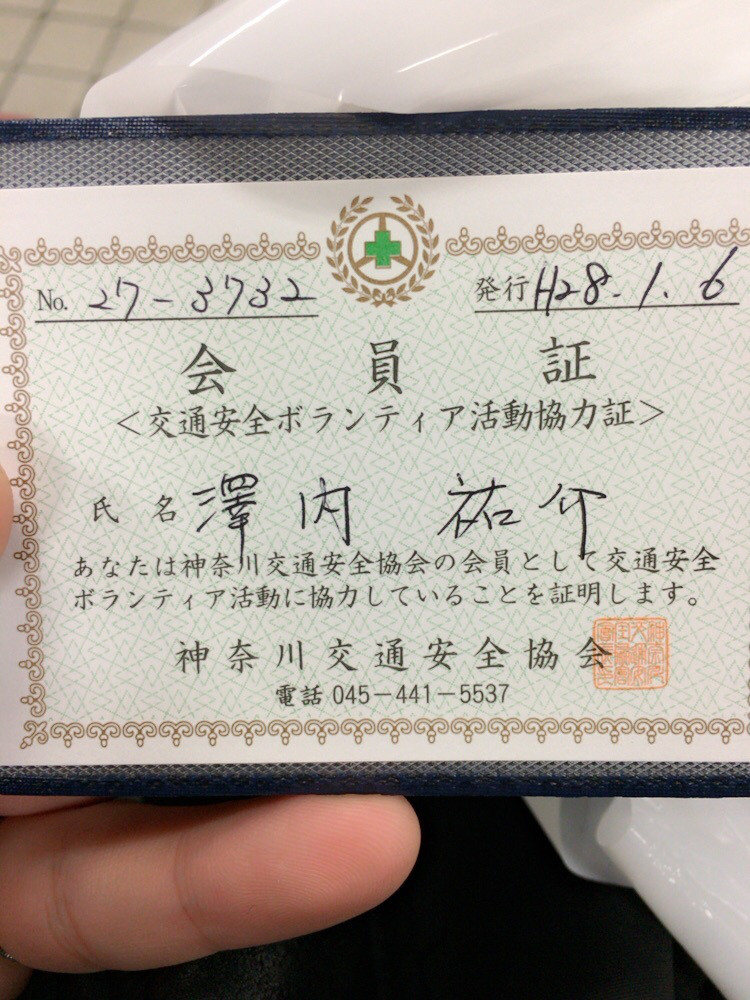 No. 27-3732
発行 H28.1.6
会員証
<交通安全ボランティア活動協力証>
氏名 澤内 祐介
あなたは神奈川交通安全協会の会員として交通安全
ボランティア活動に協力していることを証明します。
神奈川交通安全協会
電話 045-441-5537